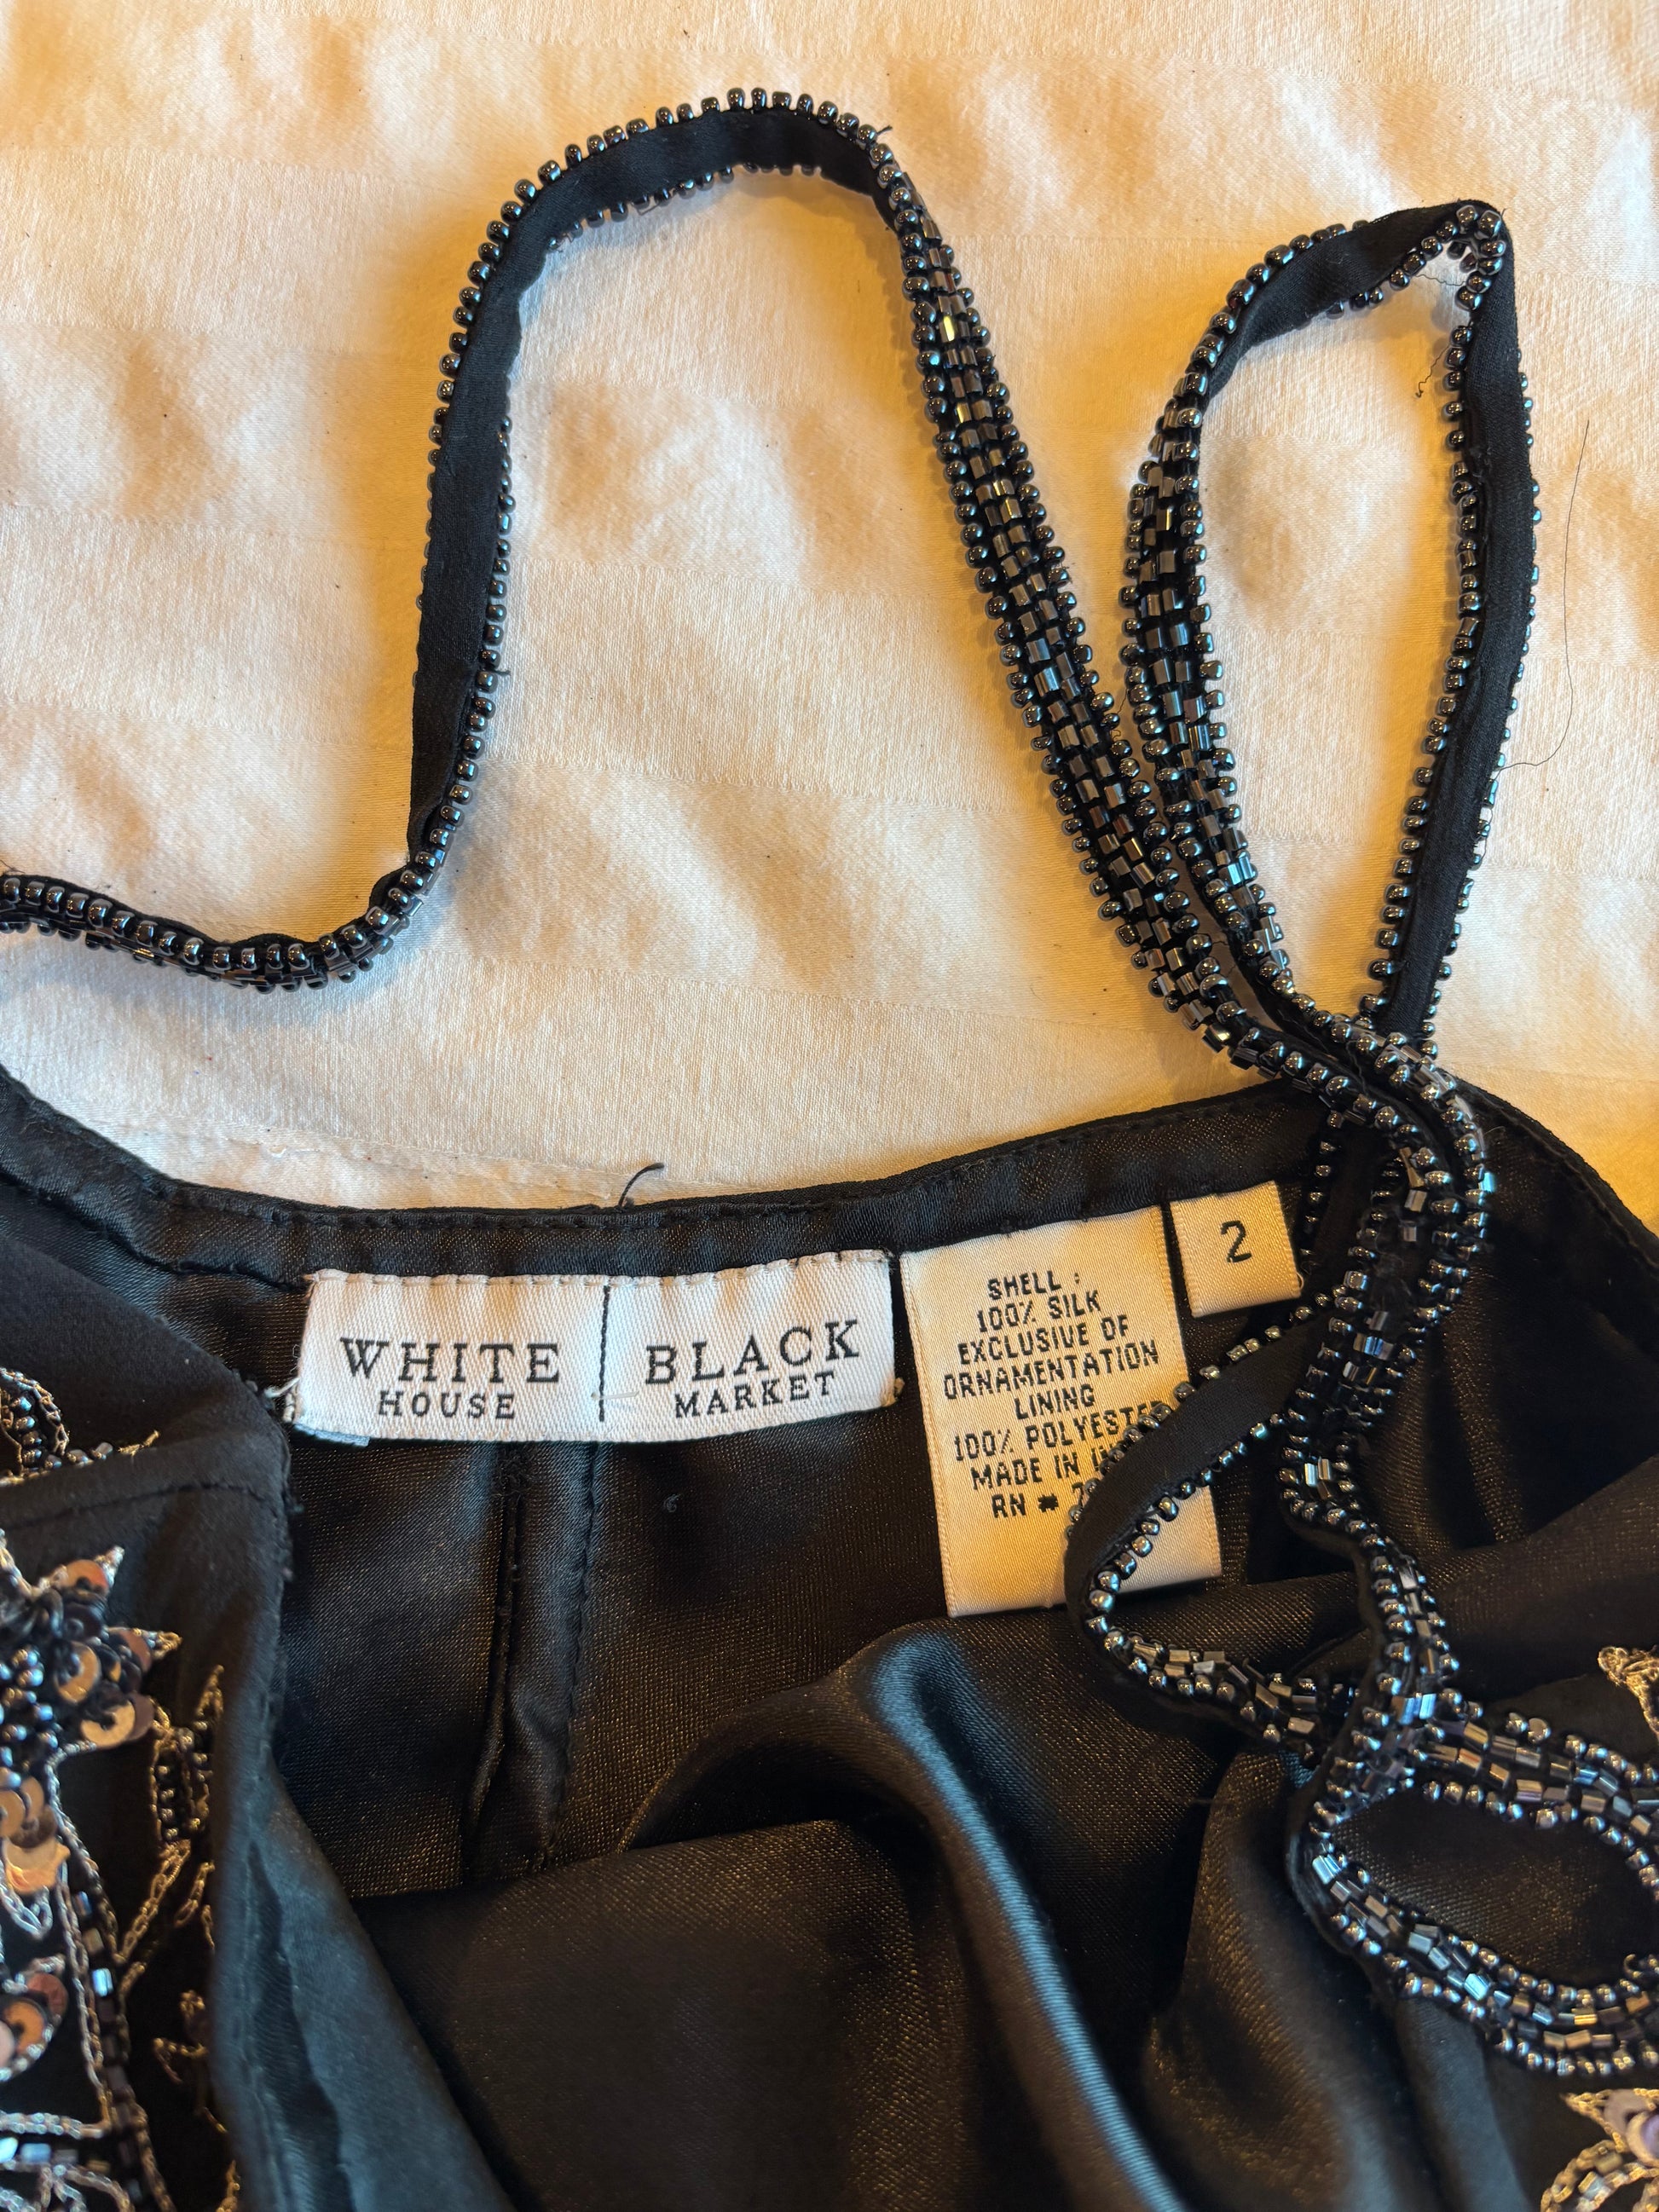 WHITE
HOUSE
BLACK
MARKET
2
SHELL :
100% SILK
EXCLUSIVE OF
ORNAMENTATION
LINING
100% POLYESTER
MADE IN
RN #